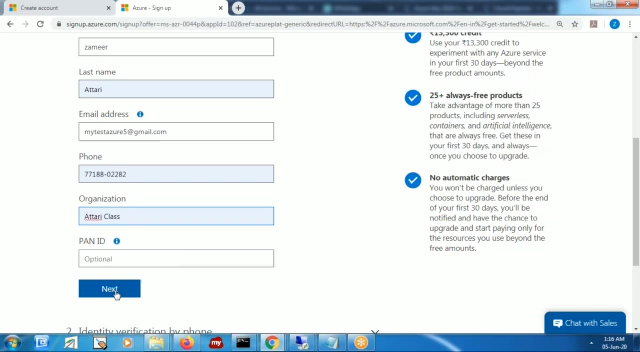 Create account
Azure - Sign up
signup.azure.com/signup?offer=ms-azr-0044p&appId=102&ref=azureplat-generic&redirectURL=https:%2F%2Fazure.microsoft.com%2Fen-in%2Fget-started%2Fwelc...
zameer
Last name
Attari
Email address
mytestazure5@gmail.com
Phone
77188-02282
Organization
Attari Class
PAN ID
Optional
Next
2. Identity verification by phone
₹13,300 credit
Use your ₹13,300 credit to
experiment with any Azure service
in your first 30 days—beyond the
free product amounts.
25+ always-free products
Take advantage of more than 25
products, including serverless,
containers, and artificial intelligence,
that are always free. Get these in
your first 30 days, and always—
once you choose to upgrade.
No automatic charges
You won't be charged unless you
choose to upgrade. Before the end
of your first 30 days, you'll be
notified and have the chance to
upgrade and start paying only for
the resources you use beyond the
free amounts.
Chat with Sales
my
1:16 AM
05-Jun-20